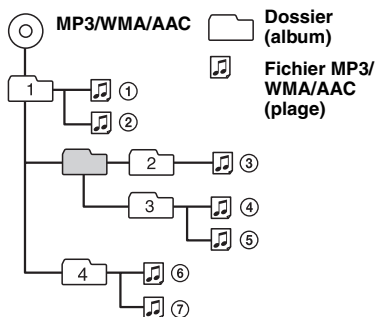 MP3/WMA/AAC
Dossier
(album)
Fichier MP3/
WMA/AAC
(plage)
1
①
②
2
③
3
④
⑤
4
⑥
⑦